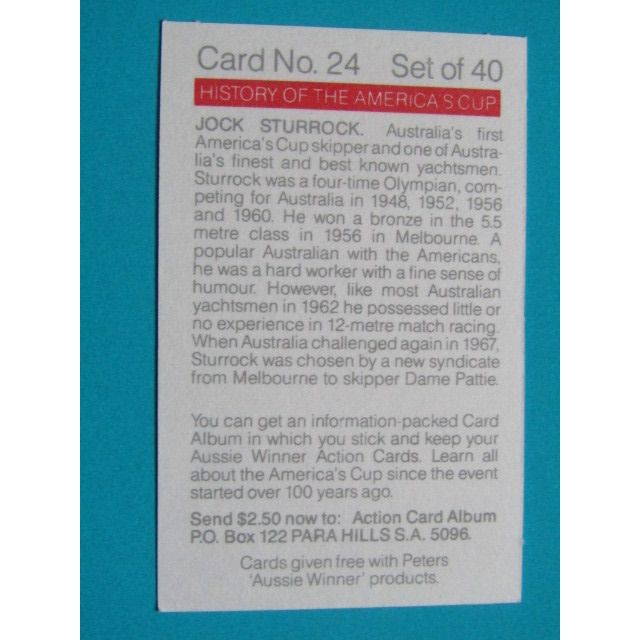 Card No. 24 Set of 40
HISTORY OF THE AMERICA'S CUP
JOCK STURROCK. Australia's first
America's Cup skipper and one of Austra-
lia's finest and best known yachtsmen.
Sturrock was a four-time Olympian, com-
peting for Australia in 1948, 1952, 1956
and 1960. He won a bronze in the 5.5
metre class in 1956 in Melbourne. A
popular Australian with the Americans,
he was a hard worker with a fine sense of
humour. However, like most Australian
yachtsmen in 1962 he possessed little or
no experience in 12-metre match racing.
When Australia challenged again in 1967,
Sturrock was chosen by a new syndicate
from Melbourne to skipper Dame Pattie.
You can get an information-packed Card
Album in which you stick and keep your
Aussie Winner Action Cards. Learn all
about the America's Cup since the event
started over 100 years ago.
Send $2.50 now to: Action Card Album
P.O. Box 122 PARA HILLS S.A. 5096.
Cards given free with Peters
'Aussie Winner' products.